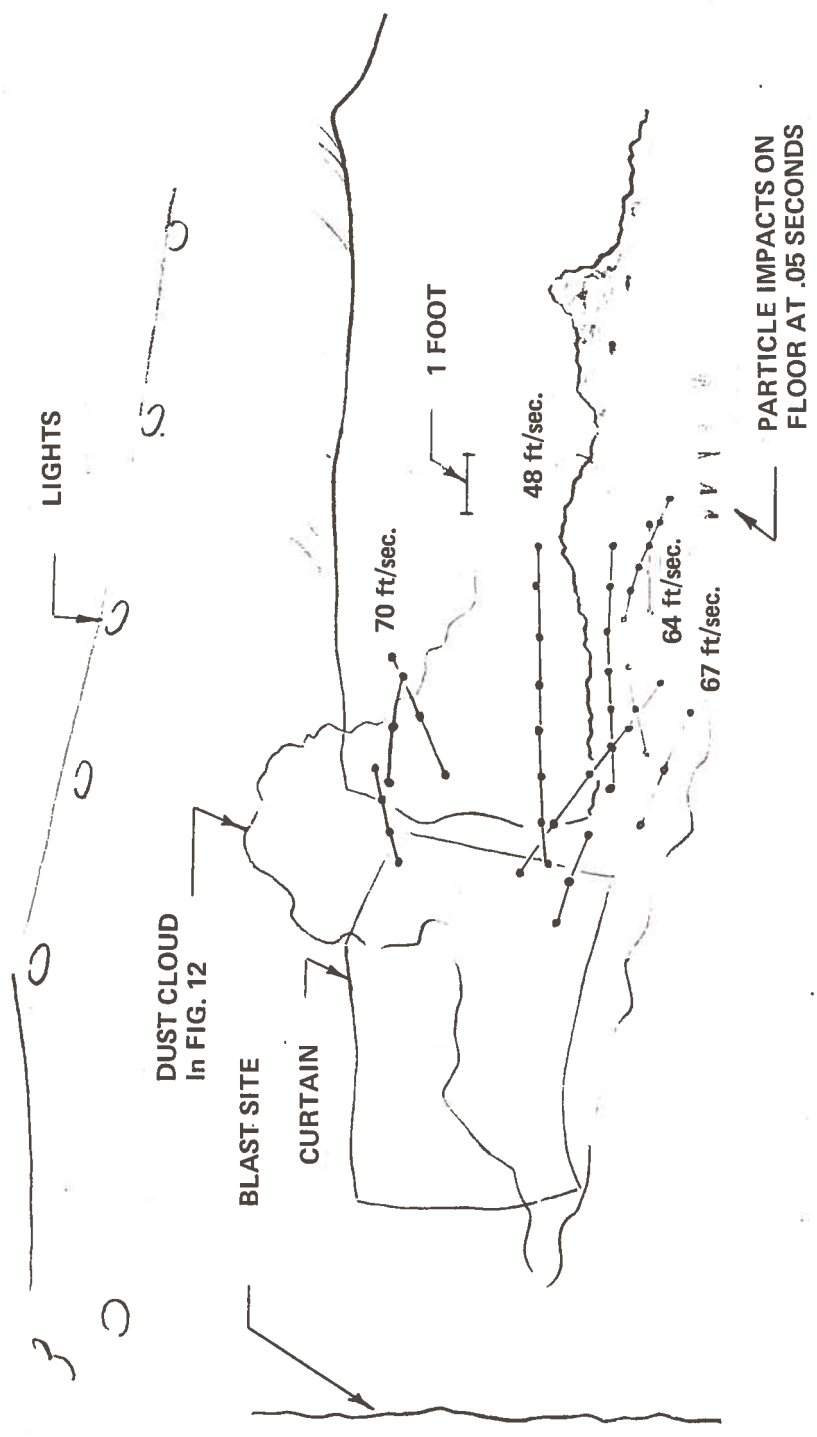 LIGHTS
DUST CLOUD
In FIG. 12
BLAST SITE
CURTAIN
70 ft/sec.
1 FOOT
48 ft/sec.
64 ft/sec.
67 ft/sec.
PARTICLE IMPACTS ON
FLOOR AT .05 SECONDS